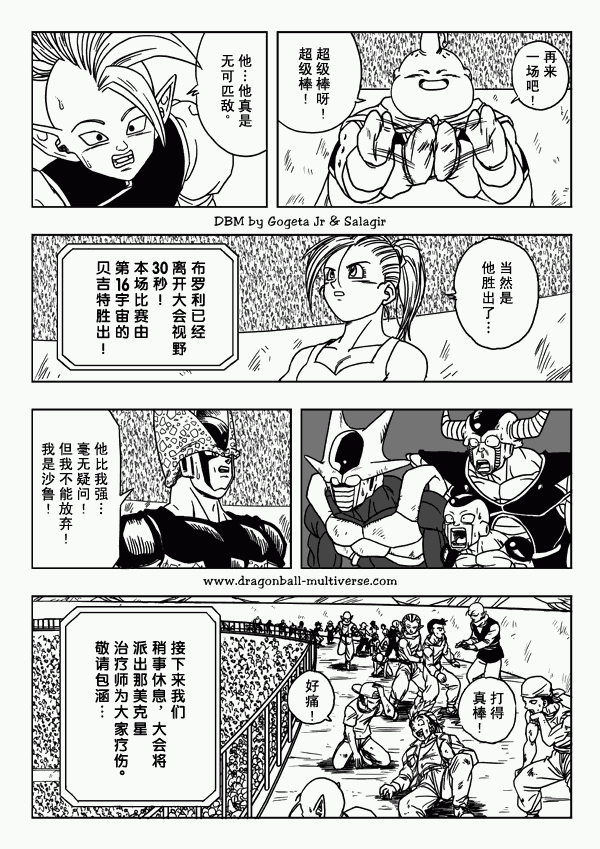 再来
一场吧！
超级棒呀！
超级棒！
他…他真是
无可匹敌。
DBM by Gogeta Jr & Salagir
当然是
他胜出了…
布罗利已经
离开大会视野
30秒！
本场比赛由
第16宇宙的
贝吉特胜出！
他比我强…
毫无疑问！
但我不能放弃！
我是沙鲁！
www.dragonball-multiverse.com
打得
真棒！
好痛！
接下来我们
稍事休息，大会将
派出那美克星
治疗师为大家疗伤。
敬请包涵…